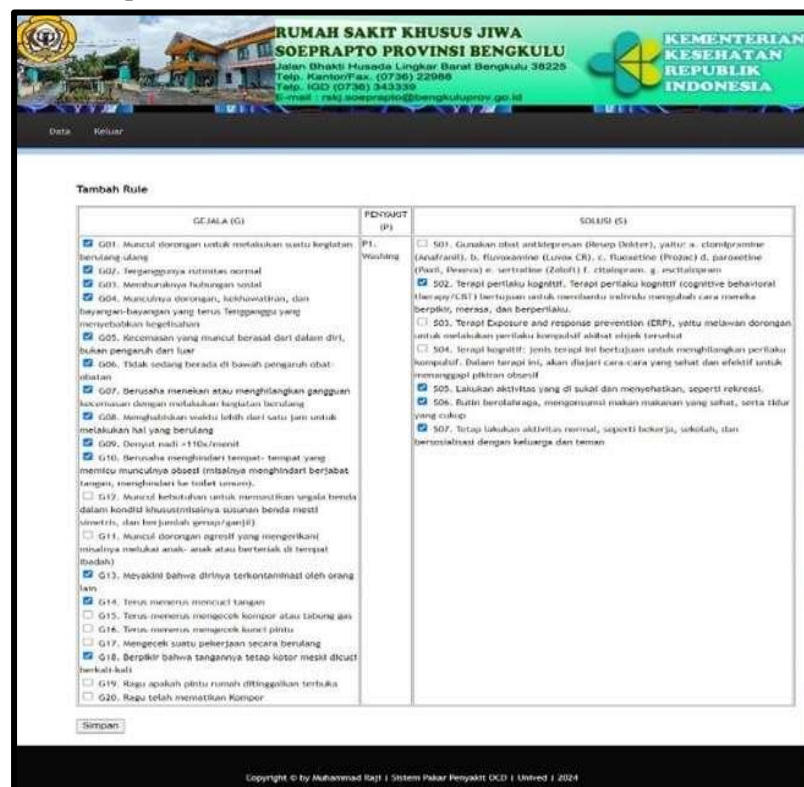 RUMAH SAKIT KHUSUS JIWA
SOEPRAPTO PROVINSI BENGKULU
Jalan Bhakti Husada Lingkar Barat Bengkulu 38225
Telp. Kantor/Fax. (0736) 22988
Telp. IGD (0736) 343339
E-mail : rskj.soeprapto@bengkuluprov.go.id
KEMENTERIAN
KESEHATAN
REPUBLIK
INDONESIA
Data Keluar
Tambah Rule
GEJALA (G)
G01. Muncul dorongan untuk melakukan suatu kegiatan
berulang-ulang
G02. Terganggunya rutinitas normal
G03. Memburuknya hubungan sosial
G04. Munculnya dorongan, kekhawatiran, dan
bayangan-bayangan yang terus Tengganggu yang
menyebabkan kegelisahan
G05. Kecemasan yang muncul berasal dari dalam diri,
bukan pengaruh dari luar
G06. Tidak sedang berada di bawah pengaruh obat-
obatan
G07. Berusaha menekan atau menghilangkan gangguan
kecemasan dengan melakukan kegiatan berulang
G08. Menghabiskan waktu lebih dari satu jam untuk
melakukan hal yang berulang
G09. Denyut nadi >110x/menit
G10. Berusaha menghindari tempat- tempat yang
memicu munculnya obsesi (misalnya menghindari berjabat
tangan, menghindari ke toilet umum).
G12. Muncul kebutuhan untuk memastikan segala benda
dalam kondisi khusus(misalnya susunan benda mesti
simetris, dan berjumlah genap/ganjil)
G11. Muncul dorongan agresif yang mengerikan(
misalnya melukai anak- anak atau berteriak di tempat
ibadah)
G13. Meyakini bahwa dirinya terkontaminasi oleh orang
lain
G14. Terus menerus mencuci tangan
G15. Terus-menerus mengecek kompor atau tabung gas
G16. Terus-menerus mengecek kunci pintu
G17. Mengecek suatu pekerjaan secara berulang
G18. Berpikir bahwa tangannya tetap kotor meski dicuci
berkali-kali
G19. Ragu apakah pintu rumah ditinggalkan terbuka
G20. Ragu telah mematikan Kompor
PENYAKIT
(P)
P1.
Washing
SOLUSI (S)
S01. Gunakan obat antidepresan (Resep Dokter), yaitu: a. clomipramine
(Anafranil). b. fluvoxamine (Luvox CR). c. fluoxetine (Prozac) d. paroxetine
(Paxil, Pexeva) e. sertraline (Zoloft) f. citalopram. g. escitalopram
S02. Terapi perilaku kognitif. Terapi perilaku kognitif (cognitive behavioral
therapy/CBT) bertujuan untuk membantu individu mengubah cara mereka
berpikir, merasa, dan berperilaku.
S03. Terapi Exposure and response prevention (ERP), yaitu melawan dorongan
untuk melakukan perilaku kompulsif akibat objek tersebut
S04. Terapi kognitif: jenis terapi ini bertujuan untuk menghilangkan perilaku
kompulsif. Dalam terapi ini, akan diajari cara-cara yang sehat dan efektif untuk
menanggapi pikiran obsesif
S05. Lakukan aktivitas yang di sukai dan menyehatkan, seperti rekreasi.
S06. Rutin berolahraga, mengonsumsi makan makanan yang sehat, serta tidur
yang cukup
S07. Tetap lakukan aktivitas normal, seperti bekerja, sekolah, dan
bersosialisasi dengan keluarga dan teman
Simpan
Copyright © by Muhammad Raji | Sistem Pakar Penyakit OCD | Unived | 2024